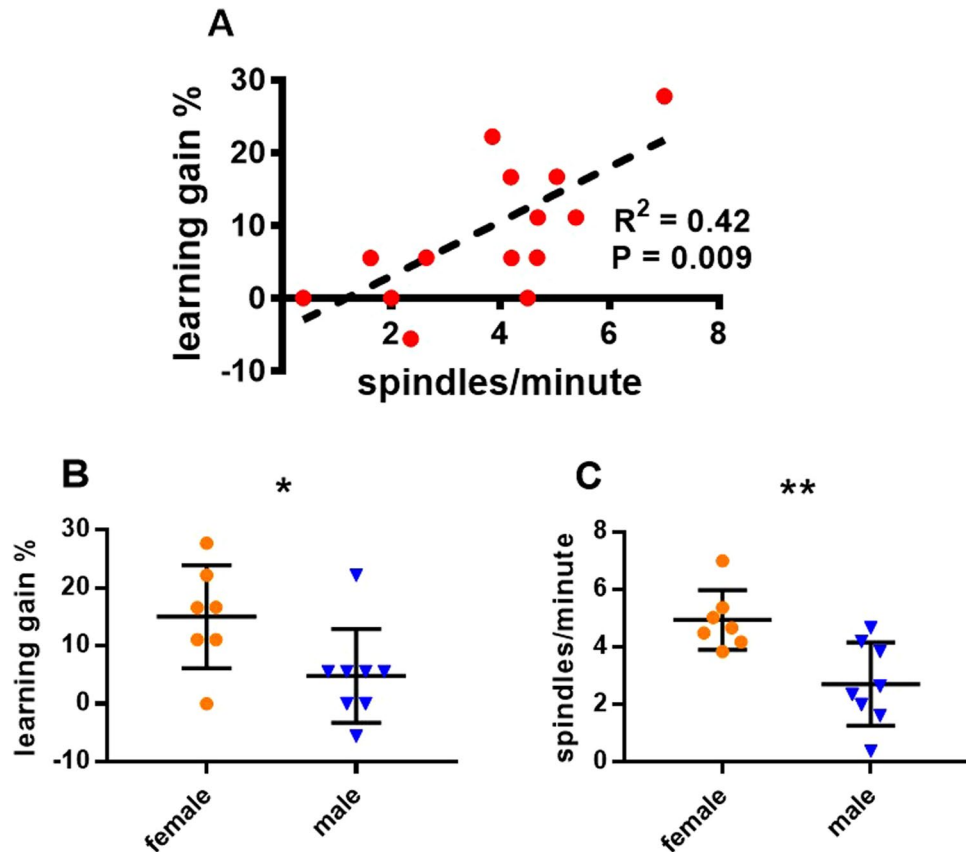 A
learning gain %
30
20
10
0
-10
2
4
6
8
R² = 0.42
P = 0.009
spindles/minute
B
*
learning gain %
30
20
10
0
-10
female
male
C
**
spindles/minute
8
6
4
2
0
female
male